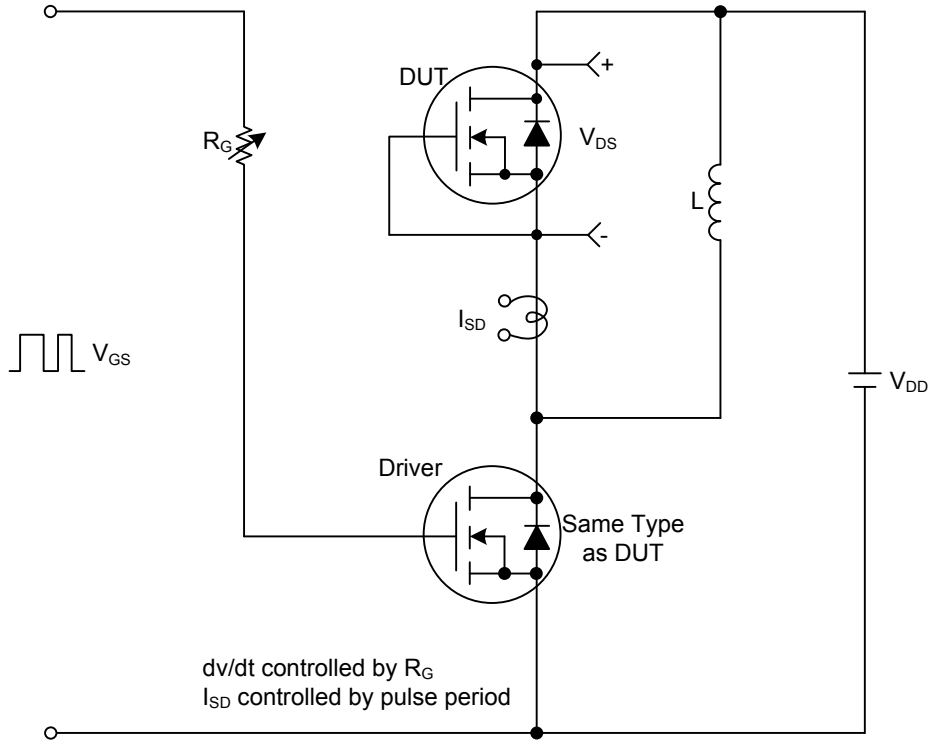 DUT
+
R_G
V_DS
L
-
I_SD
V_GS
V_DD
Driver
Same Type
as DUT
dv/dt controlled by R_G
I_SD controlled by pulse period